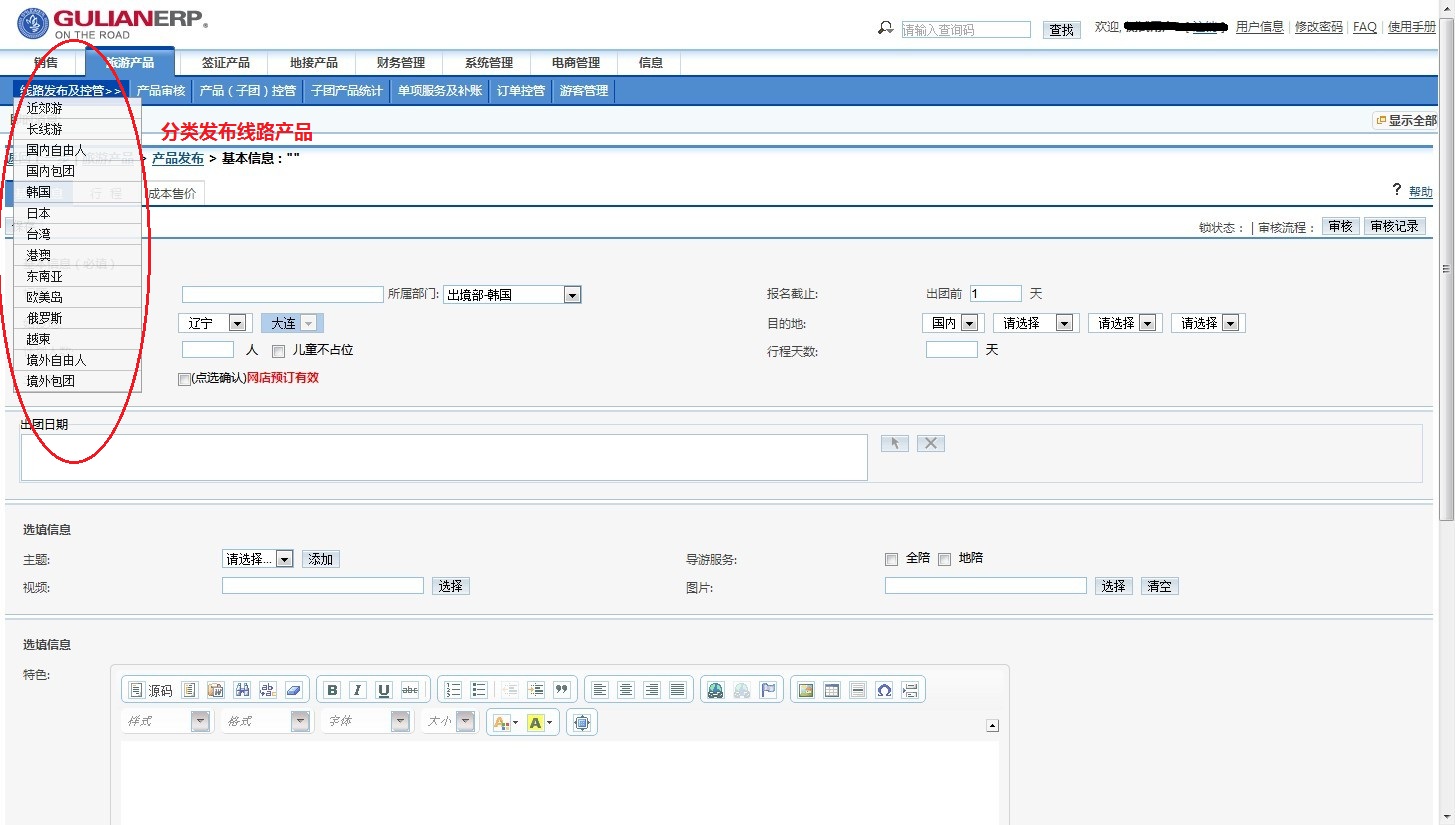 GULIANERP®
ON THE ROAD
请输入查询码 查找 欢迎, 用户信息 | 修改密码 | FAQ | 使用手册
销售 旅游产品 签证产品 地接产品 财务管理 系统管理 电商管理 信息
线路发布及控管>> 产品审核 产品（子团）控管 子团产品统计 单项服务及补账 订单控管 游客管理
显示全部
近郊游
长线游
国内自由人
国内包团
韩国
日本
台湾
港澳
东南亚
欧美岛
俄罗斯
越柬
境外自由人
境外包团
分类发布线路产品
旅游产品 > 产品发布 > 基本信息：""
行 程 成本售价 ? 帮助
锁状态： | 审核流程： 审核 审核记录
（必填）
所属部门: 出境部-韩国 报名截止: 出团前 1 天
辽宁 大连 目的地: 国内 请选择 请选择 请选择
人 儿童不占位 行程天数: 天
(点选确认)网店预订有效
出团日期
选填信息
主题: 请选择... 添加 导游服务: 全陪 地陪
视频: 选择 图片: 选择 清空
选填信息
特色:
源码 B I U abc
样式 格式 字体 大小 A A